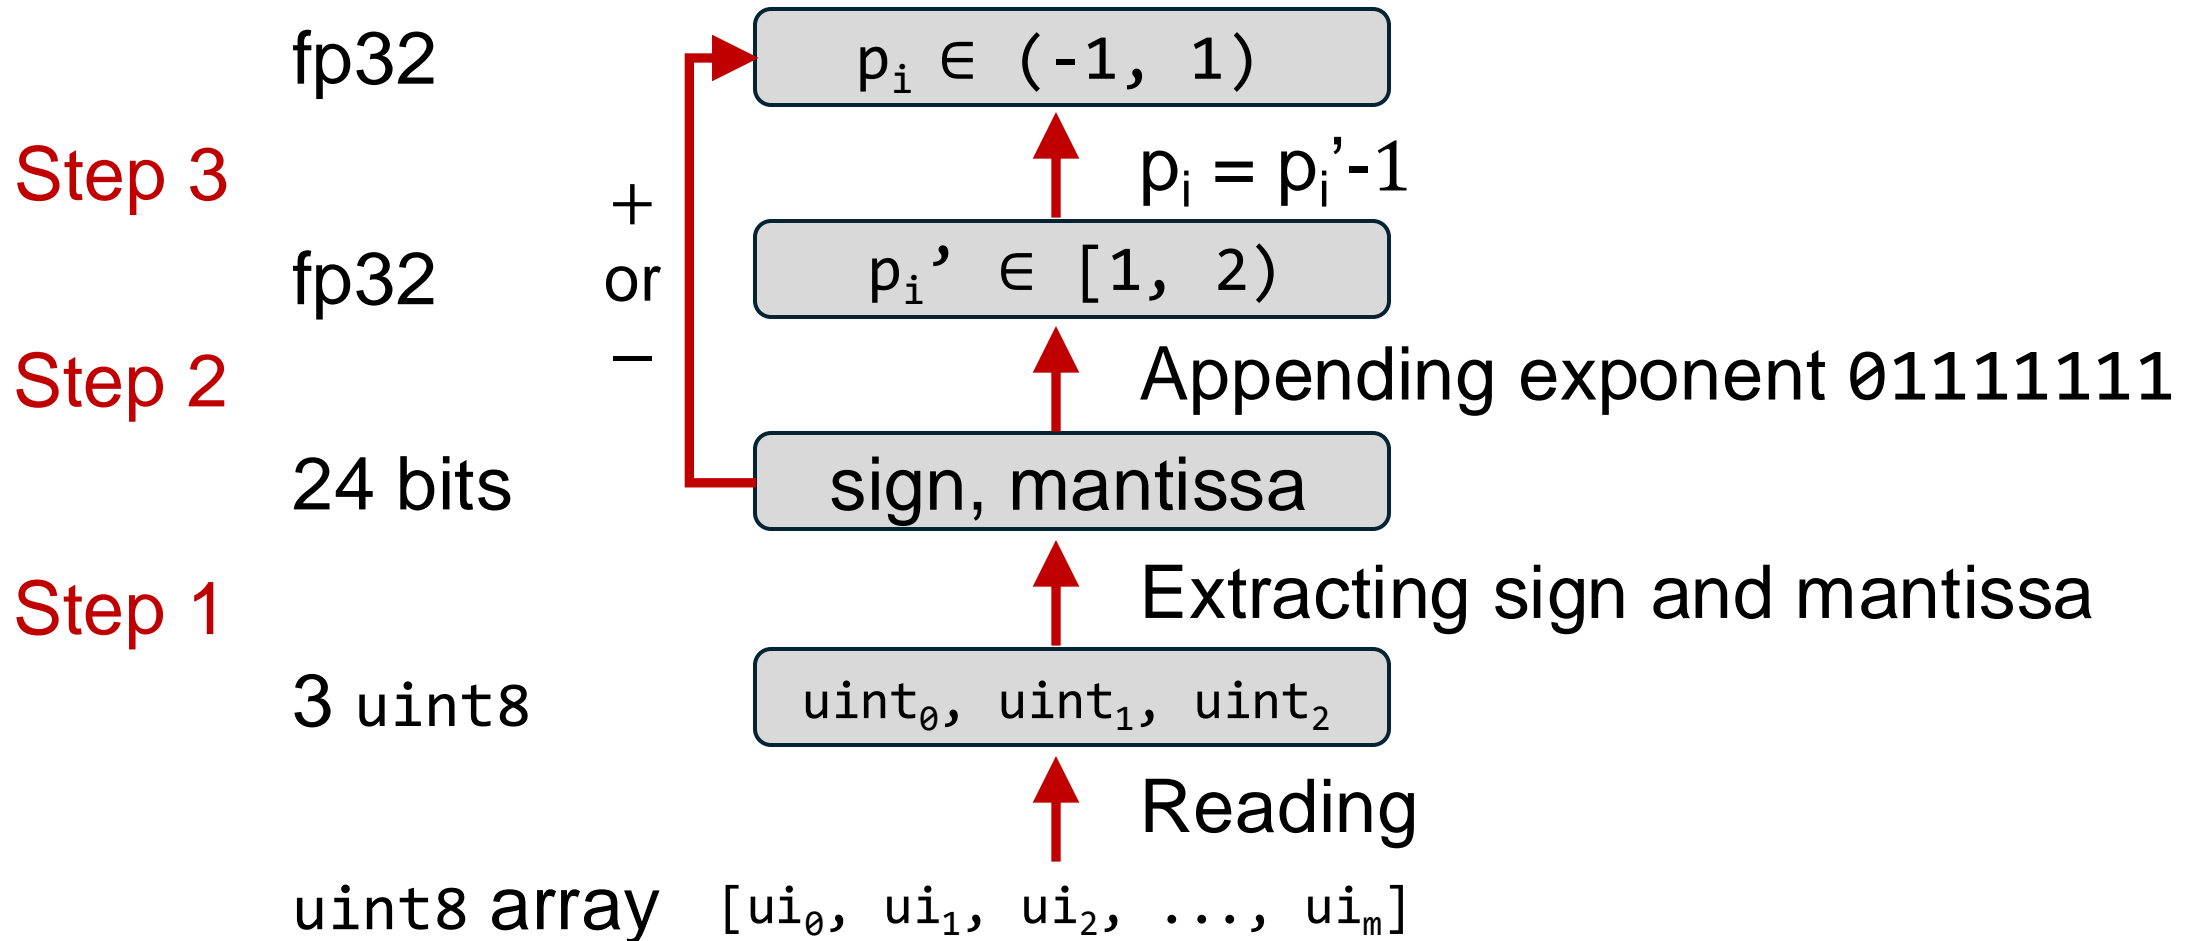 fp32
pᵢ ∈ (-1, 1)
Step 3
pᵢ = pᵢ’-1
+
or
−
fp32
pᵢ’ ∈ [1, 2)
Step 2
Appending exponent 01111111
24 bits
sign, mantissa
Step 1
Extracting sign and mantissa
3 uint8
uint₀, uint₁, uint₂
Reading
uint8 array [ui₀, ui₁, ui₂, ..., uiₘ]